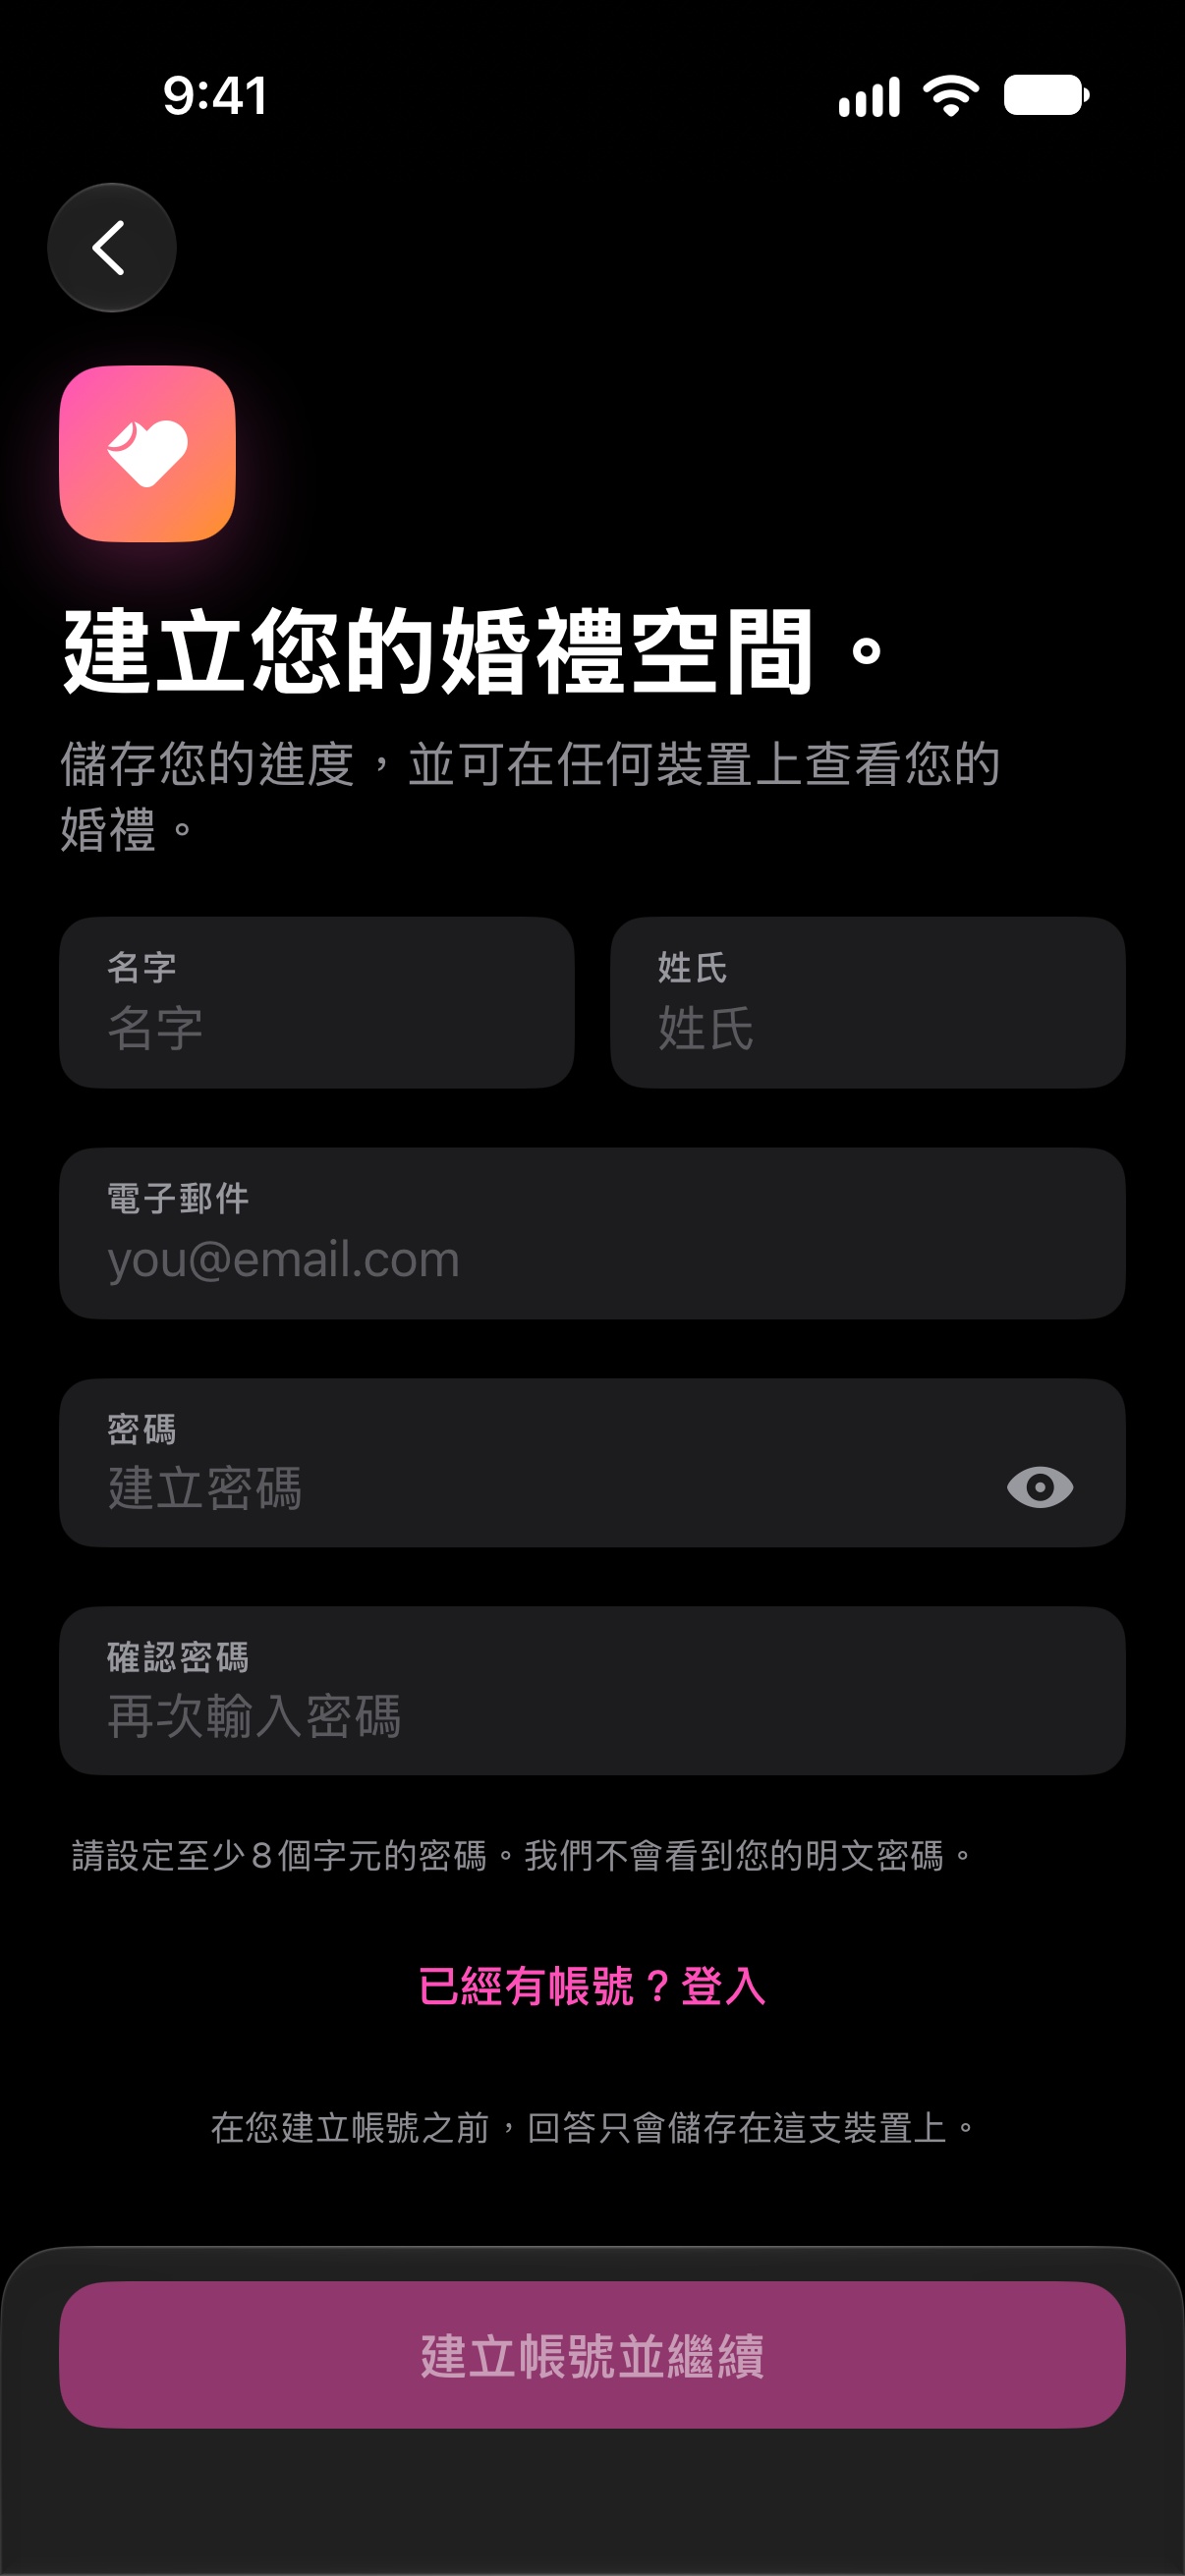 9:41
建立您的婚禮空間。
儲存您的進度，並可在任何裝置上查看您的
婚禮。
名字
名字
姓氏
姓氏
電子郵件
you@email.com
密碼
建立密碼
確認密碼
再次輸入密碼
請設定至少 8 個字元的密碼。我們不會看到您的明文密碼。
已經有帳號？登入
在您建立帳號之前，回答只會儲存在這支裝置上。
建立帳號並繼續